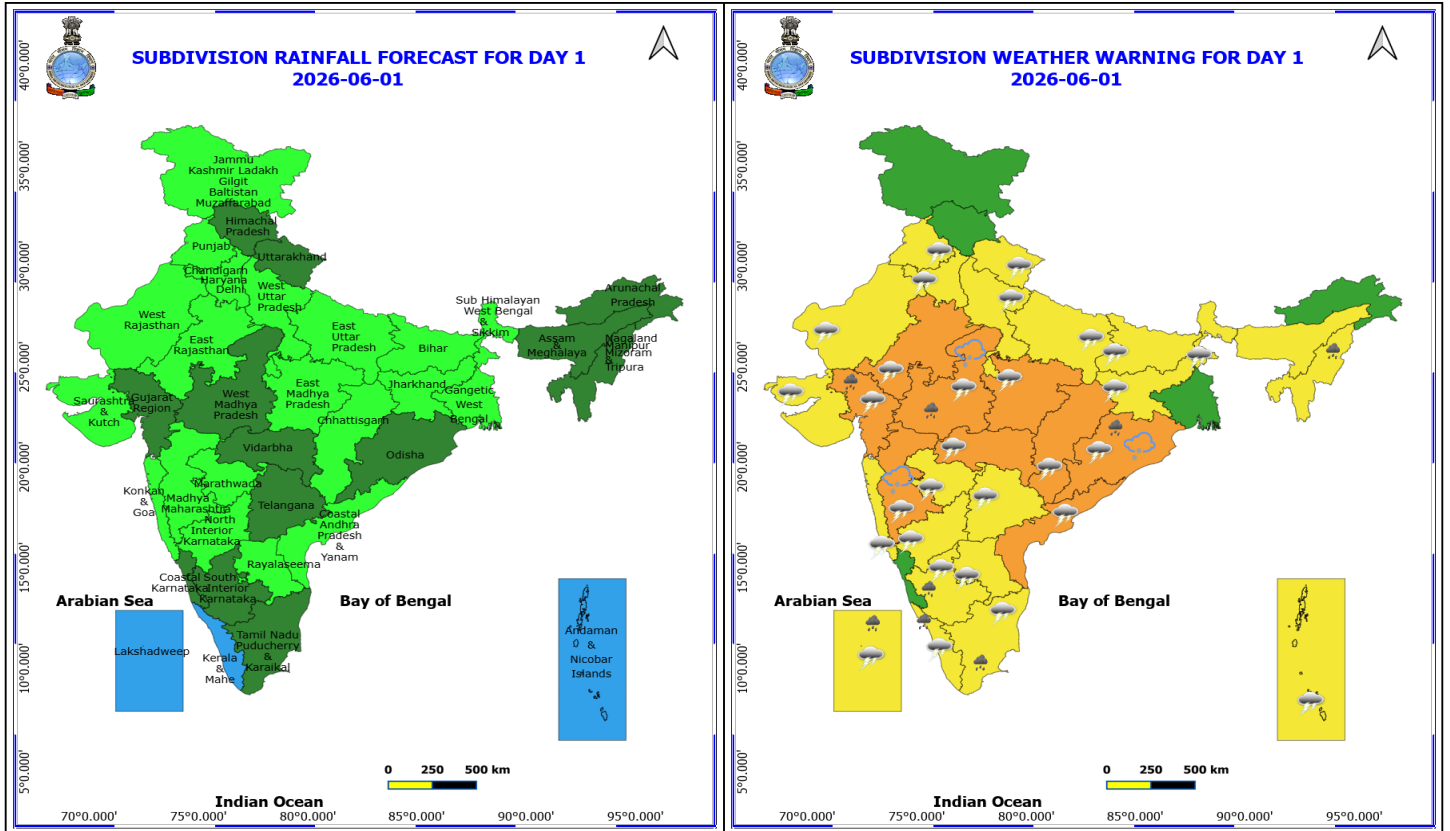 SUBDIVISION RAINFALL FORECAST FOR DAY 1
2026-06-01
40°0.000'
35°0.000'
30°0.000'
25°0.000'
20°0.000'
15°0.000'
10°0.000'
5°0.000'
Jammu
Kashmir Ladakh
Gilgit
Baltistan
Muzaffarabad
Himachal
Pradesh
Punjab
Uttarakhand
Chandigarh
Haryana
Delhi
West
Uttar
Pradesh
West
Rajasthan
East
Rajasthan
East
Uttar
Pradesh
Bihar
Sub Himalayan
West Bengal
&
Sikkim
Arunachal
Pradesh
Assam
&
Meghalaya
Nagaland
Manipur
Mizoram
&
Tripura
Saurashtra
&
Kutch
Gujarat
Region
West
Madhya
Pradesh
East
Madhya
Pradesh
Jharkhand
Gangetic
West
Bengal
Chhattisgarh
Vidarbha
Odisha
Konkan
&
Goa
Marathwada
Madhya
Maharashtra
North
Interior
Karnataka
Telangana
Coastal
Andhra
Pradesh
&
Yanam
Rayalaseema
Coastal
Karnataka
South
Interior
Karnataka
Arabian Sea
Bay of Bengal
Lakshadweep
Kerala
&
Mahe
Tamil Nadu
Puducherry
&
Karaikal
Andaman
&
Nicobar
Islands
0 250 500 km
Indian Ocean
70°0.000' 75°0.000' 80°0.000' 85°0.000' 90°0.000' 95°0.000'
SUBDIVISION WEATHER WARNING FOR DAY 1
2026-06-01
40°0.000'
35°0.000'
30°0.000'
25°0.000'
20°0.000'
15°0.000'
10°0.000'
5°0.000'
Arabian Sea
Bay of Bengal
0 250 500 km
Indian Ocean
70°0.000' 75°0.000' 80°0.000' 85°0.000' 90°0.000' 95°0.000'